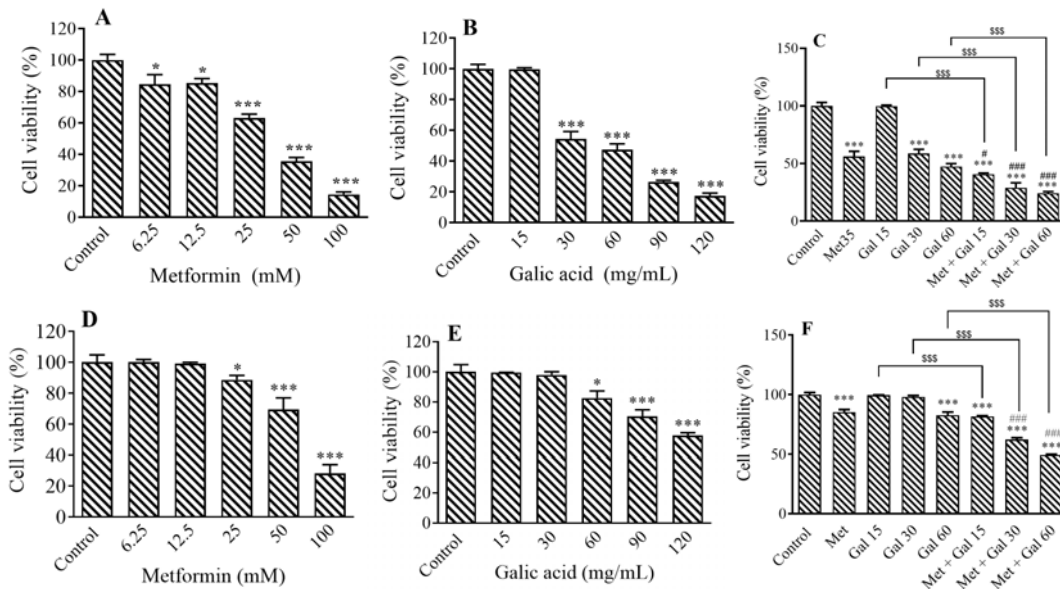 A
Cell viability (%)
120
100
80
60
40
20
0
*
*
***
***
***
Control
6.25
12.5
25
50
100
Metformin (mM)
B
Cell viability (%)
120
100
80
60
40
20
0
***
***
***
***
Control
15
30
60
90
120
Galic acid (mg/mL)
C
Cell viability (%)
150
100
50
0
$$$
$$$
$$$
***
***
***
#
***
###
***
###
***
Control
Met35
Gal 15
Gal 30
Gal 60
Met + Gal 15
Met + Gal 30
Met + Gal 60
D
Cell viability (%)
120
100
80
60
40
20
0
*
***
***
Control
6.25
12.5
25
50
100
Metformin (mM)
E
Cell viability (%)
120
100
80
60
40
20
0
*
***
***
Control
15
30
60
90
120
Galic acid (mg/mL)
F
Cell viability (%)
150
100
50
0
$$$
$$$
$$$
***
***
***
###
***
###
***
Control
Met
Gal 15
Gal 30
Gal 60
Met + Gal 15
Met + Gal 30
Met + Gal 60